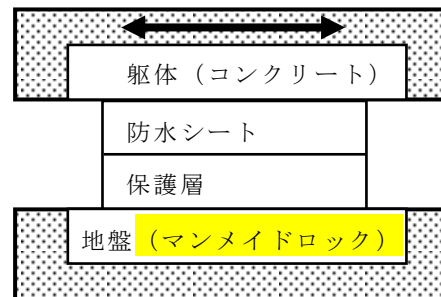 躯体（コンクリート）
防水シート
保護層
地盤（マンメイドロック）